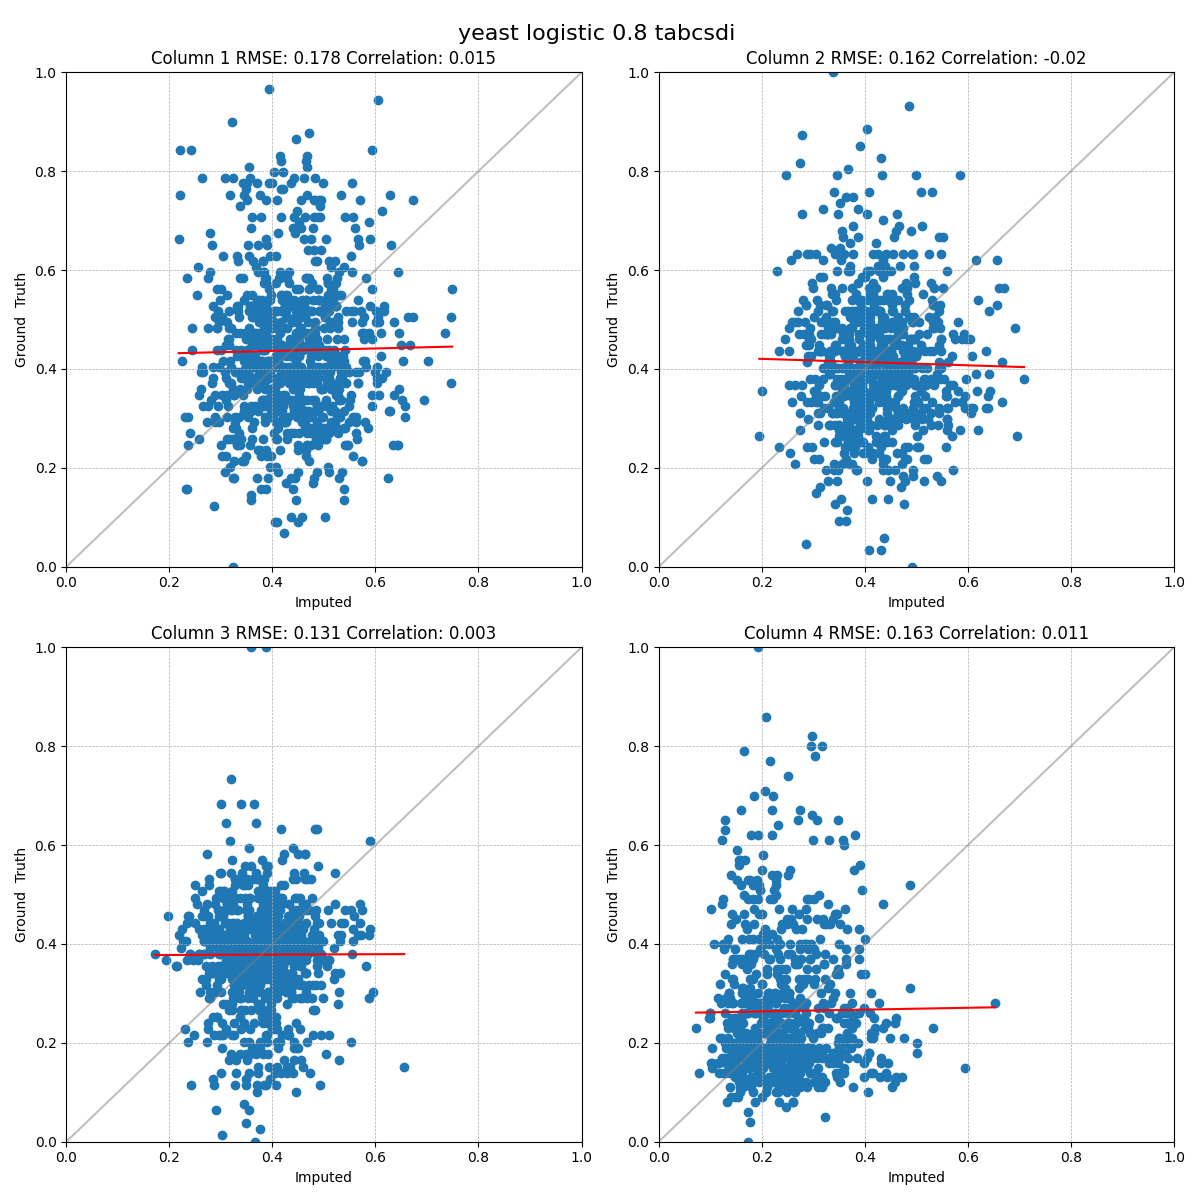 yeast logistic 0.8 tabcsdi
Column 1 RMSE: 0.178 Correlation: 0.015
1.0
0.8
0.6
0.4
0.2
0.0
Ground Truth
0.0 0.2 0.4 0.6 0.8 1.0
Imputed
Column 2 RMSE: 0.162 Correlation: -0.02
1.0
0.8
0.6
0.4
0.2
0.0
Ground Truth
0.0 0.2 0.4 0.6 0.8 1.0
Imputed
Column 3 RMSE: 0.131 Correlation: 0.003
1.0
0.8
0.6
0.4
0.2
0.0
Ground Truth
0.0 0.2 0.4 0.6 0.8 1.0
Imputed
Column 4 RMSE: 0.163 Correlation: 0.011
1.0
0.8
0.6
0.4
0.2
0.0
Ground Truth
0.0 0.2 0.4 0.6 0.8 1.0
Imputed